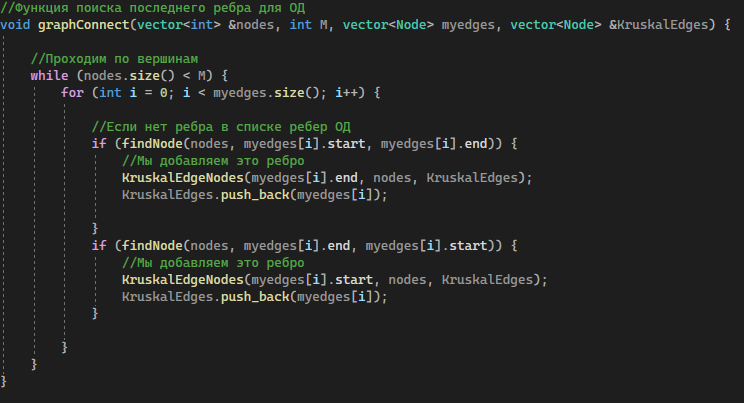 //Функция поиска последнего ребра для ОД
void graphConnect(vector<int> &nodes, int M, vector<Node> myedges, vector<Node> &KruskalEdges) {
//Проходим по вершинам
while (nodes.size() < M) {
for (int i = 0; i < myedges.size(); i++) {
//Если нет ребра в списке ребер ОД
if (findNode(nodes, myedges[i].start, myedges[i].end)) {
//Мы добавляем это ребро
KruskalEdgeNodes(myedges[i].end, nodes, KruskalEdges);
KruskalEdges.push_back(myedges[i]);
}
if (findNode(nodes, myedges[i].end, myedges[i].start)) {
//Мы добавляем это ребро
KruskalEdgeNodes(myedges[i].start, nodes, KruskalEdges);
KruskalEdges.push_back(myedges[i]);
}
}
}
}